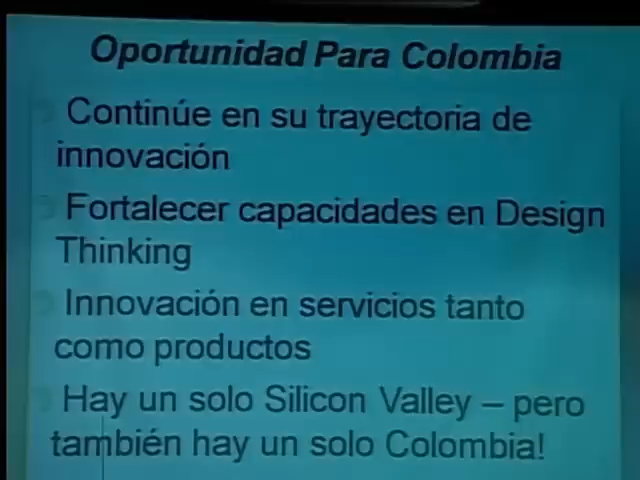 Oportunidad Para Colombia
Continúe en su trayectoria de
innovación
Fortalecer capacidades en Design
Thinking
Innovación en servicios tanto
como productos
Hay un solo Silicon Valley – pero
también hay un solo Colombia!